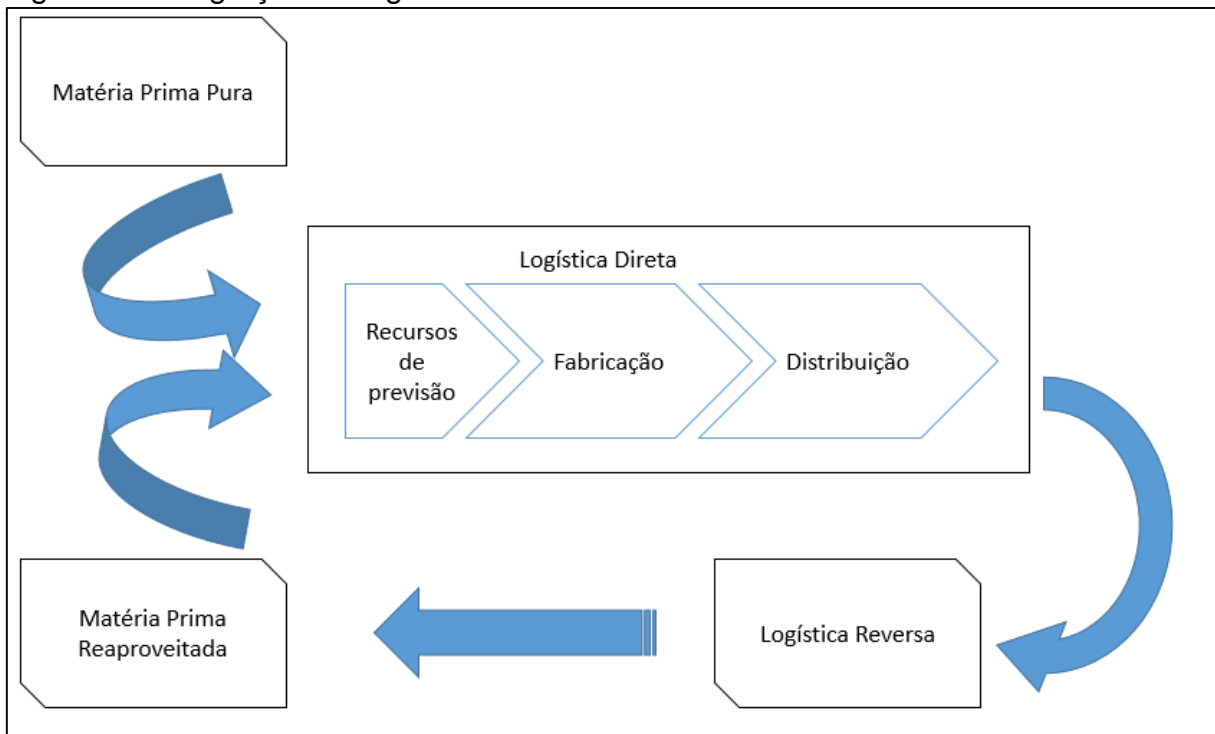 Matéria Prima Pura
Logística Direta
Recursos
de
previsão
Fabricação
Distribuição
Matéria Prima
Reaproveitada
Logística Reversa